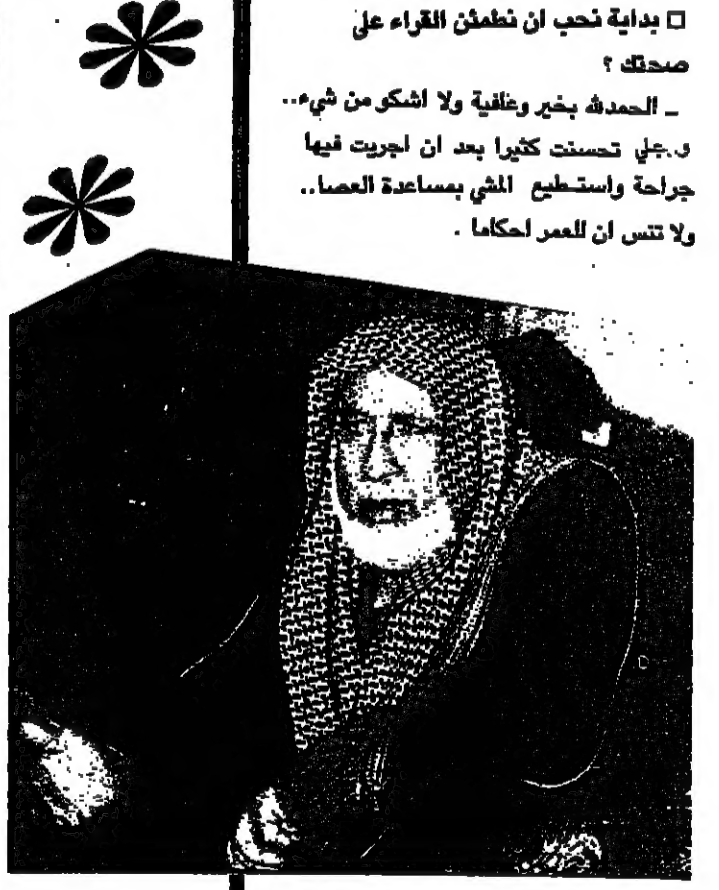 □ بداية نحب ان نطمئن القراء على
صحتك ؟
ـ الحمدلله بخير وعافية ولا اشكو من شيء..
ورجلي تحسنت كثيرا بعد ان اجريت فيها
جراحة واستطيع المشي بمساعدة العصا..
ولا تنس ان للعمر احكاما .